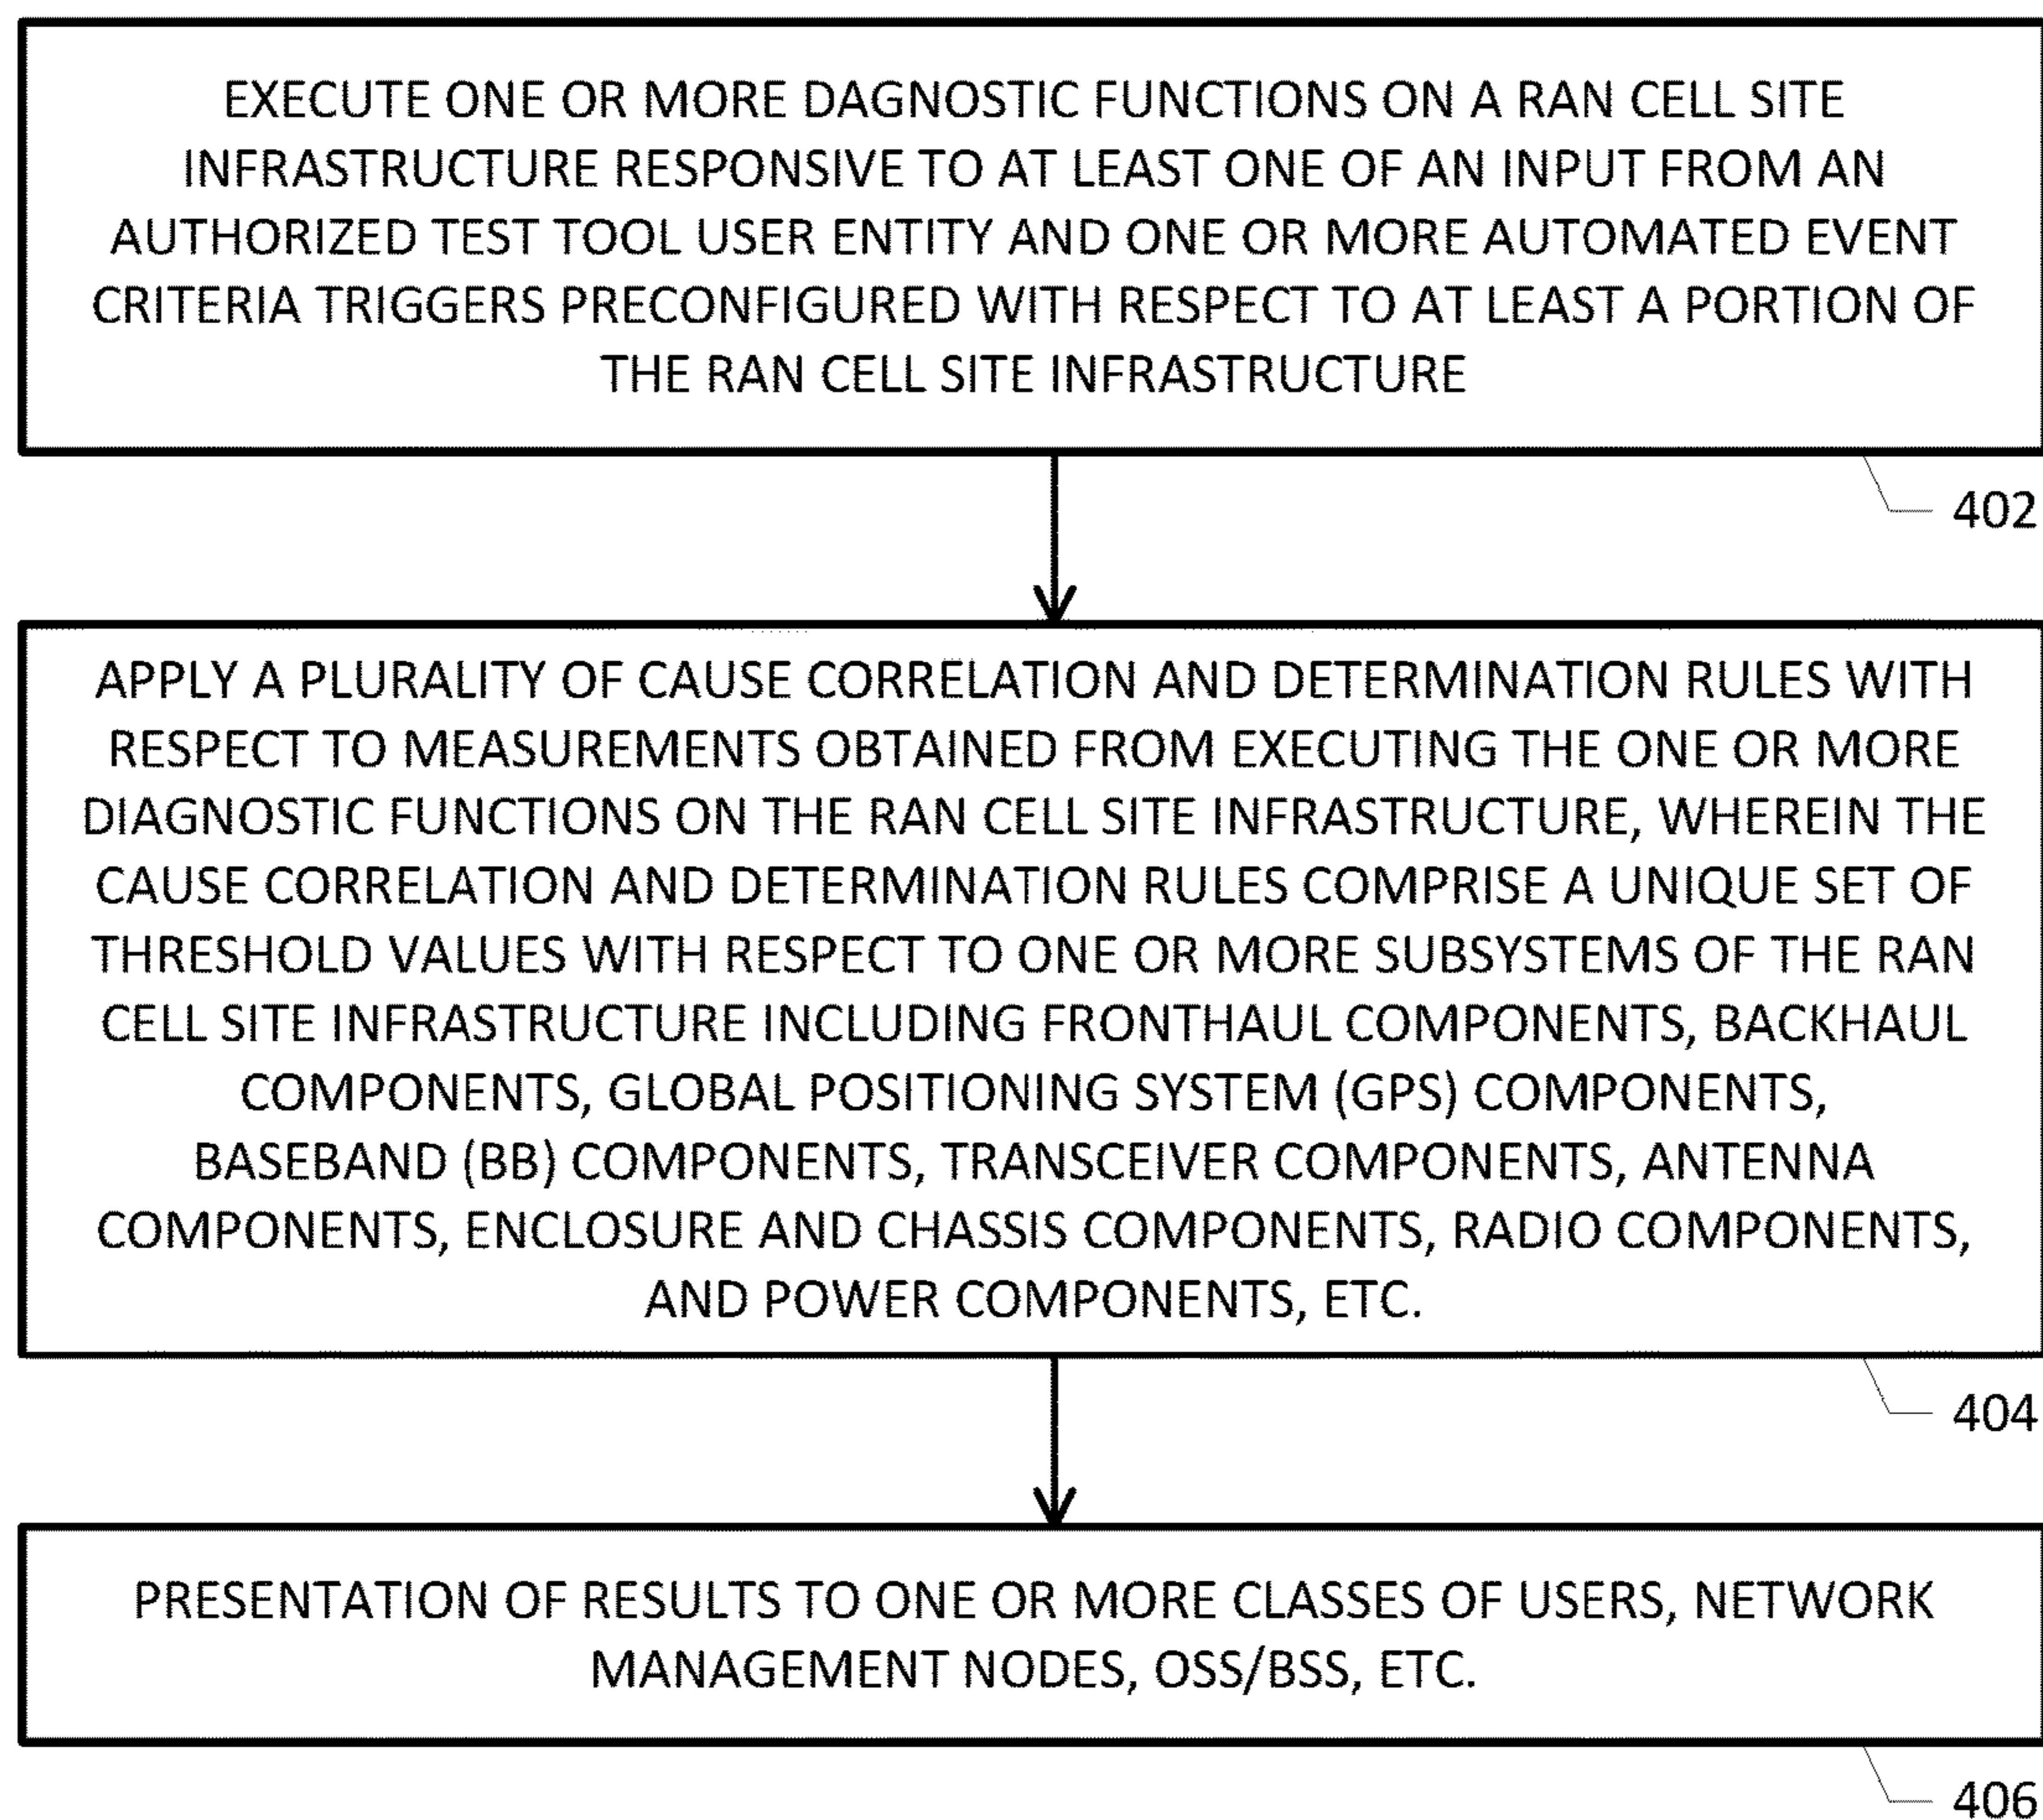 EXECUTE ONE OR MORE DAGNOSTIC FUNCTIONS ON A RAN CELL SITE
INFRASTRUCTURE RESPONSIVE TO AT LEAST ONE OF AN INPUT FROM AN
AUTHORIZED TEST TOOL USER ENTITY AND ONE OR MORE AUTOMATED EVENT
CRITERIA TRIGGERS PRECONFIGURED WITH RESPECT TO AT LEAST A PORTION OF
THE RAN CELL SITE INFRASTRUCTURE
402
APPLY A PLURALITY OF CAUSE CORRELATION AND DETERMINATION RULES WITH
RESPECT TO MEASUREMENTS OBTAINED FROM EXECUTING THE ONE OR MORE
DIAGNOSTIC FUNCTIONS ON THE RAN CELL SITE INFRASTRUCTURE, WHEREIN THE
CAUSE CORRELATION AND DETERMINATION RULES COMPRISE A UNIQUE SET OF
THRESHOLD VALUES WITH RESPECT TO ONE OR MORE SUBSYSTEMS OF THE RAN
CELL SITE INFRASTRUCTURE INCLUDING FRONTHAUL COMPONENTS, BACKHAUL
COMPONENTS, GLOBAL POSITIONING SYSTEM (GPS) COMPONENTS,
BASEBAND (BB) COMPONENTS, TRANSCEIVER COMPONENTS, ANTENNA
COMPONENTS, ENCLOSURE AND CHASSIS COMPONENTS, RADIO COMPONENTS,
AND POWER COMPONENTS, ETC.
404
PRESENTATION OF RESULTS TO ONE OR MORE CLASSES OF USERS, NETWORK
MANAGEMENT NODES, OSS/BSS, ETC.
406